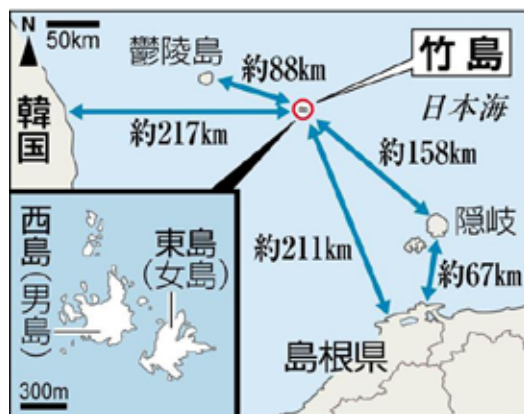 N
50km
鬱陵島
約88km
竹島
日本海
韓国
約217km
約158km
隠岐
約211km
約67km
島根県
西島(男島)
東島
(女島)
300m